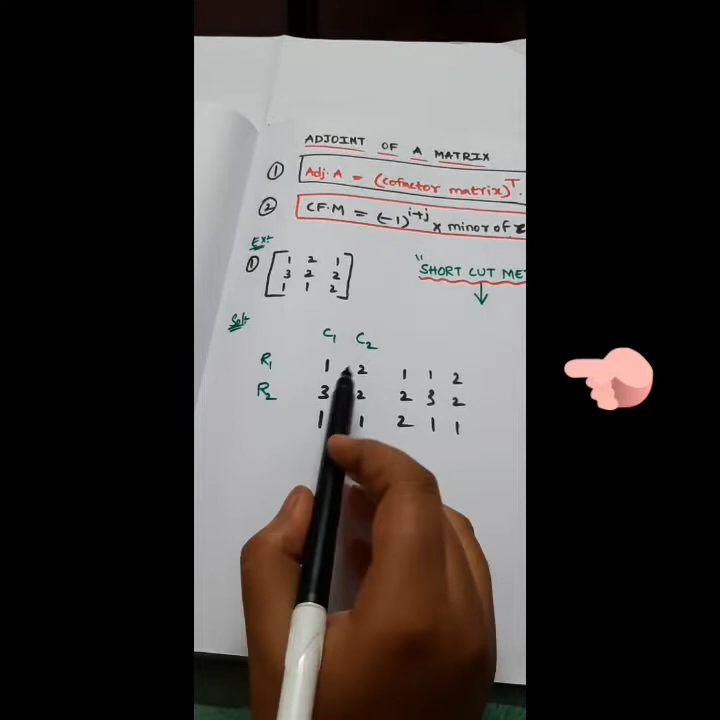 ADJOINT OF A MATRIX
① Adj. A = (cofactor matrix)ᵀ.
② CF.M = (-1)^{i+j} × minor of
Ex:-
① [1 2 1
3 2 2
1 1 2]
"SHORT CUT ME
Sol:-
C₁ C₂
R₁ 1 2 1 1 2
R₂ 3 2 2 3 2
1 1 2 1 1